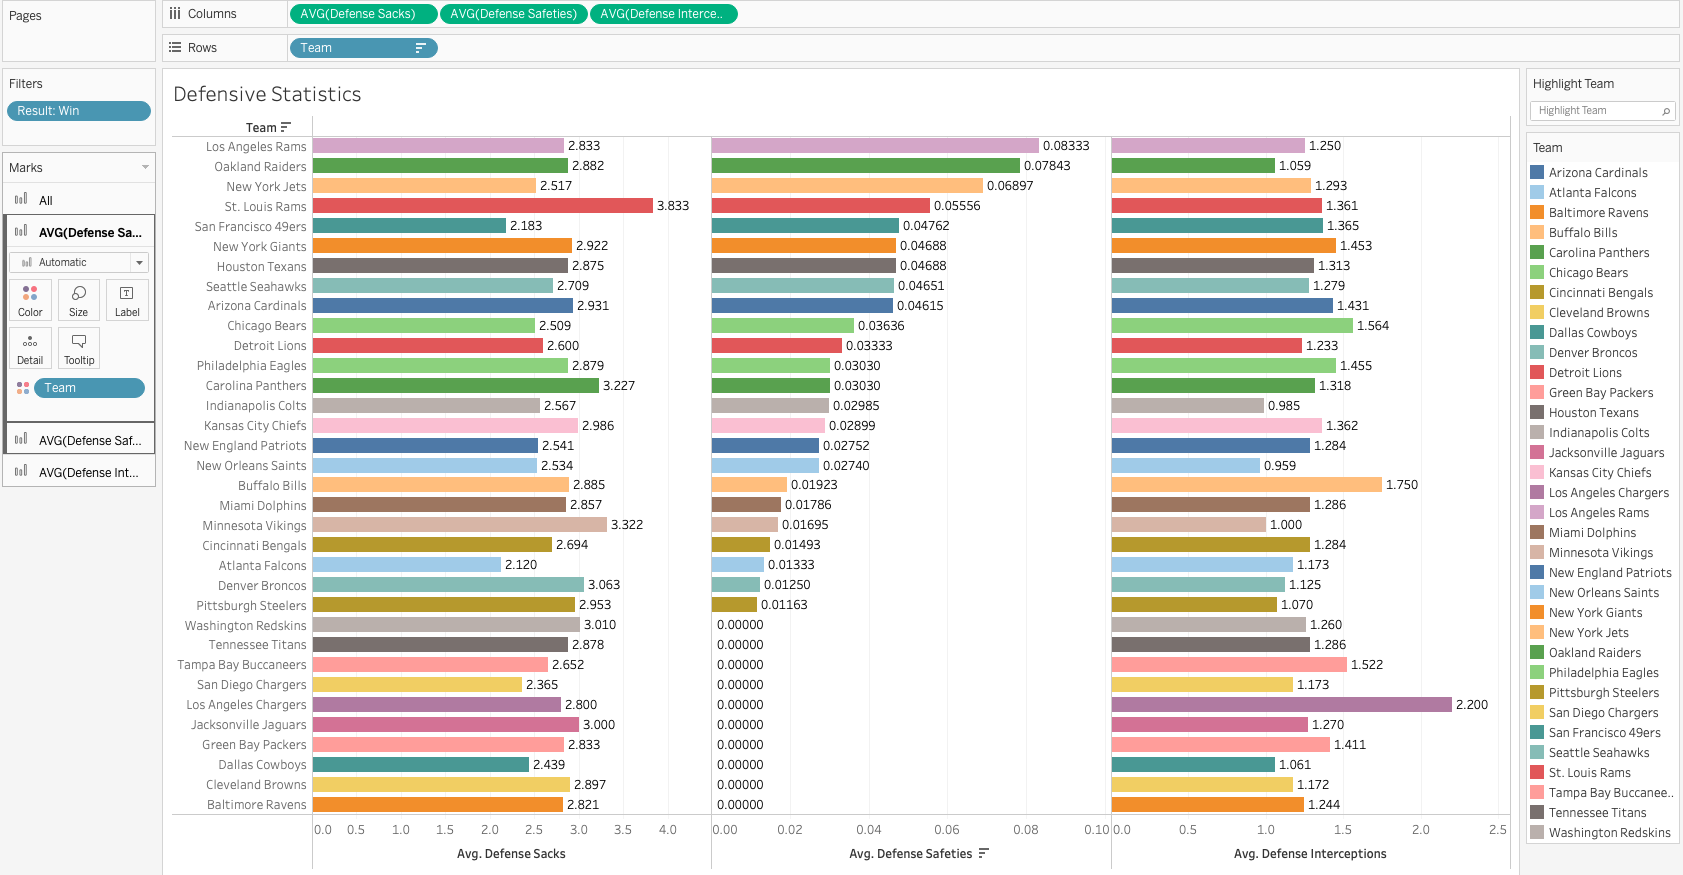 Pages
Columns
AVG(Defense Sacks)
AVG(Defense Safeties)
AVG(Defense Interce..
Rows
Team
Filters
Result: Win
Marks
All
AVG(Defense Sa...
Automatic
Color
Size
Label
Detail
Tooltip
Team
AVG(Defense Saf...
AVG(Defense Int...
Defensive Statistics
Team
Los Angeles Rams 2.833 0.08333 1.250
Oakland Raiders 2.882 0.07843 1.059
New York Jets 2.517 0.06897 1.293
St. Louis Rams 3.833 0.05556 1.361
San Francisco 49ers 2.183 0.04762 1.365
New York Giants 2.922 0.04688 1.453
Houston Texans 2.875 0.04688 1.313
Seattle Seahawks 2.709 0.04651 1.279
Arizona Cardinals 2.931 0.04615 1.431
Chicago Bears 2.509 0.03636 1.564
Detroit Lions 2.600 0.03333 1.233
Philadelphia Eagles 2.879 0.03030 1.455
Carolina Panthers 3.227 0.03030 1.318
Indianapolis Colts 2.567 0.02985 0.985
Kansas City Chiefs 2.986 0.02899 1.362
New England Patriots 2.541 0.02752 1.284
New Orleans Saints 2.534 0.02740 0.959
Buffalo Bills 2.885 0.01923 1.750
Miami Dolphins 2.857 0.01786 1.286
Minnesota Vikings 3.322 0.01695 1.000
Cincinnati Bengals 2.694 0.01493 1.284
Atlanta Falcons 2.120 0.01333 1.173
Denver Broncos 3.063 0.01250 1.125
Pittsburgh Steelers 2.953 0.01163 1.070
Washington Redskins 3.010 0.00000 1.260
Tennessee Titans 2.878 0.00000 1.286
Tampa Bay Buccaneers 2.652 0.00000 1.522
San Diego Chargers 2.365 0.00000 1.173
Los Angeles Chargers 2.800 0.00000 2.200
Jacksonville Jaguars 3.000 0.00000 1.270
Green Bay Packers 2.833 0.00000 1.411
Dallas Cowboys 2.439 0.00000 1.061
Cleveland Browns 2.897 0.00000 1.172
Baltimore Ravens 2.821 0.00000 1.244
0.0 0.5 1.0 1.5 2.0 2.5 3.0 3.5 4.0
Avg. Defense Sacks
0.00 0.02 0.04 0.06 0.08 0.10
Avg. Defense Safeties
0.0 0.5 1.0 1.5 2.0 2.5
Avg. Defense Interceptions
Highlight Team
Highlight Team
Team
Arizona Cardinals
Atlanta Falcons
Baltimore Ravens
Buffalo Bills
Carolina Panthers
Chicago Bears
Cincinnati Bengals
Cleveland Browns
Dallas Cowboys
Denver Broncos
Detroit Lions
Green Bay Packers
Houston Texans
Indianapolis Colts
Jacksonville Jaguars
Kansas City Chiefs
Los Angeles Chargers
Los Angeles Rams
Miami Dolphins
Minnesota Vikings
New England Patriots
New Orleans Saints
New York Giants
New York Jets
Oakland Raiders
Philadelphia Eagles
Pittsburgh Steelers
San Diego Chargers
San Francisco 49ers
Seattle Seahawks
St. Louis Rams
Tampa Bay Buccanee..
Tennessee Titans
Washington Redskins